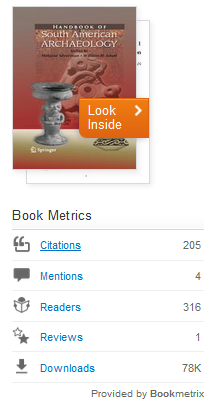 HANDBOOK OF
South American
ARCHAEOLOGY
Springer
Look
Inside
Book Metrics
Citations 205
Mentions 4
Readers 316
Reviews 1
Downloads 78K
Provided by Bookmetrix